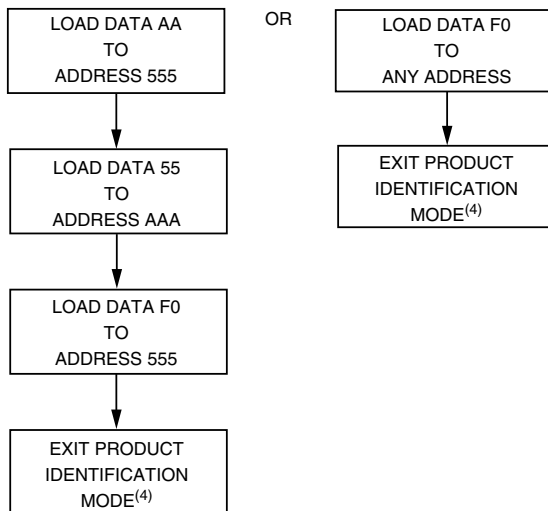 LOAD DATA AA
TO
ADDRESS 555
LOAD DATA 55
TO
ADDRESS AAA
LOAD DATA F0
TO
ADDRESS 555
EXIT PRODUCT
IDENTIFICATION
MODE(4)
OR
LOAD DATA F0
TO
ANY ADDRESS
EXIT PRODUCT
IDENTIFICATION
MODE(4)